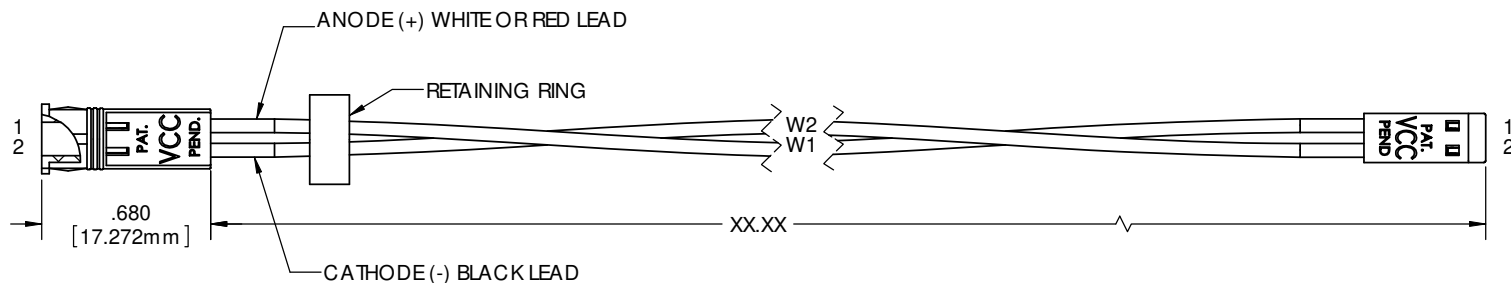 ANODE (+) WHITE OR RED LEAD
RETAINING RING
1
2
PAT.
VCC
PEND.
W2
W1
PAT.
VCC
PEND
1
2
.680
[17.272mm]
XX.XX
CATHODE (-) BLACK LEAD